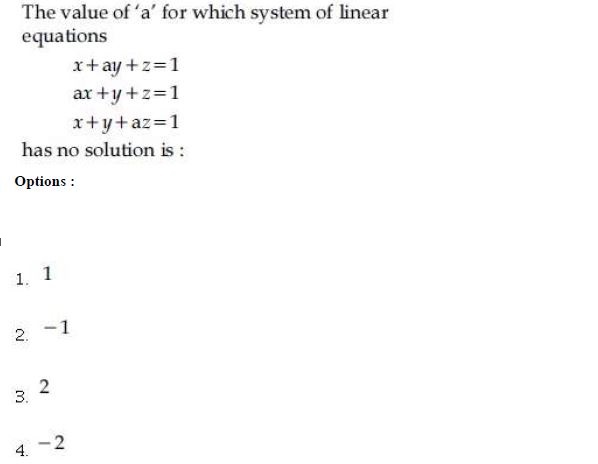 The value of 'a' for which system of linear
equations
x+ay+z=1
ax+y+z=1
x+y+az=1
has no solution is :
Options :
1. 1
2. −1
3. 2
4. −2